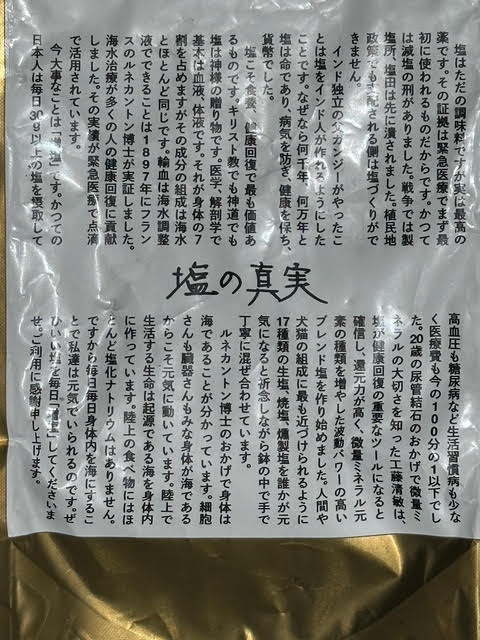 塩はただの調味料ですが実は最高の
薬です。その証拠は緊急医療でまず最
初に使われるものだからです。かつて
は減塩の刑がありました。戦争では製
塩所、塩田は先に潰されました。植民地
政策でも支配される側は塩づくりがで
きません。
インド独立の父ガンジーがやったこ
とは塩をインド人が作れるようにした
ことです。なぜなら何千年、何万年と
塩は命であり、病気を防ぎ、健康を保ち、
貨幣でした。
塩こそ食養、健康回復で最も価値あ
るものです。キリスト教でも神道でも
塩は神様の贈り物です。医学、解剖学で
基本は血液、体液です。それが身体の7
割を占めますがその成分の組成は海水
とほとんど同じです。輸血は海水調整
液でできることは1897年にフラン
スのルネカントン博士が実証しました。
海水治療が多くの人の健康回復に貢献
しました。その実績が緊急医療で点滴
で活用されています。
今大事なことは「増塩」です。かつての
日本人は毎日30g以上の塩を摂取して
塩の真実
高血圧も糖尿病など生活習慣病も少な
く医療費も今の100分の1以下でし
た。20歳の尿管結石のおかげで微量ミ
ネラルの大切さを知った工藤清敏は、
塩が健康回復の重要なツールになると
確信し、還元力が高く、微量ミネラル元
素の種類を増やした波動パワーの高い
ブレンド塩を作り始めました。人間や
犬猫の組成に最も近づけられるように
17種類の生塩、焼塩、燻製塩を誰かが元
気になると祈念しながら鉢の中で手で
丁寧に混ぜ合わせています。
ルネカントン博士のおかげで身体は
海であることが分かっています。細胞
さんも臓器さんもみな身体が海である
からこそ元気に動いています。陸上で
生活する生命は起源である海を身体内
に作っています。陸上の食べ物にはほ
とんど塩化ナトリウムはありません。
ですから毎日毎日身体内を海にするこ
とで私達は元気でいられるのです。ぜ
ひいい塩を毎日「増塩」してくださいま
せ。ご利用に感謝申し上げます。